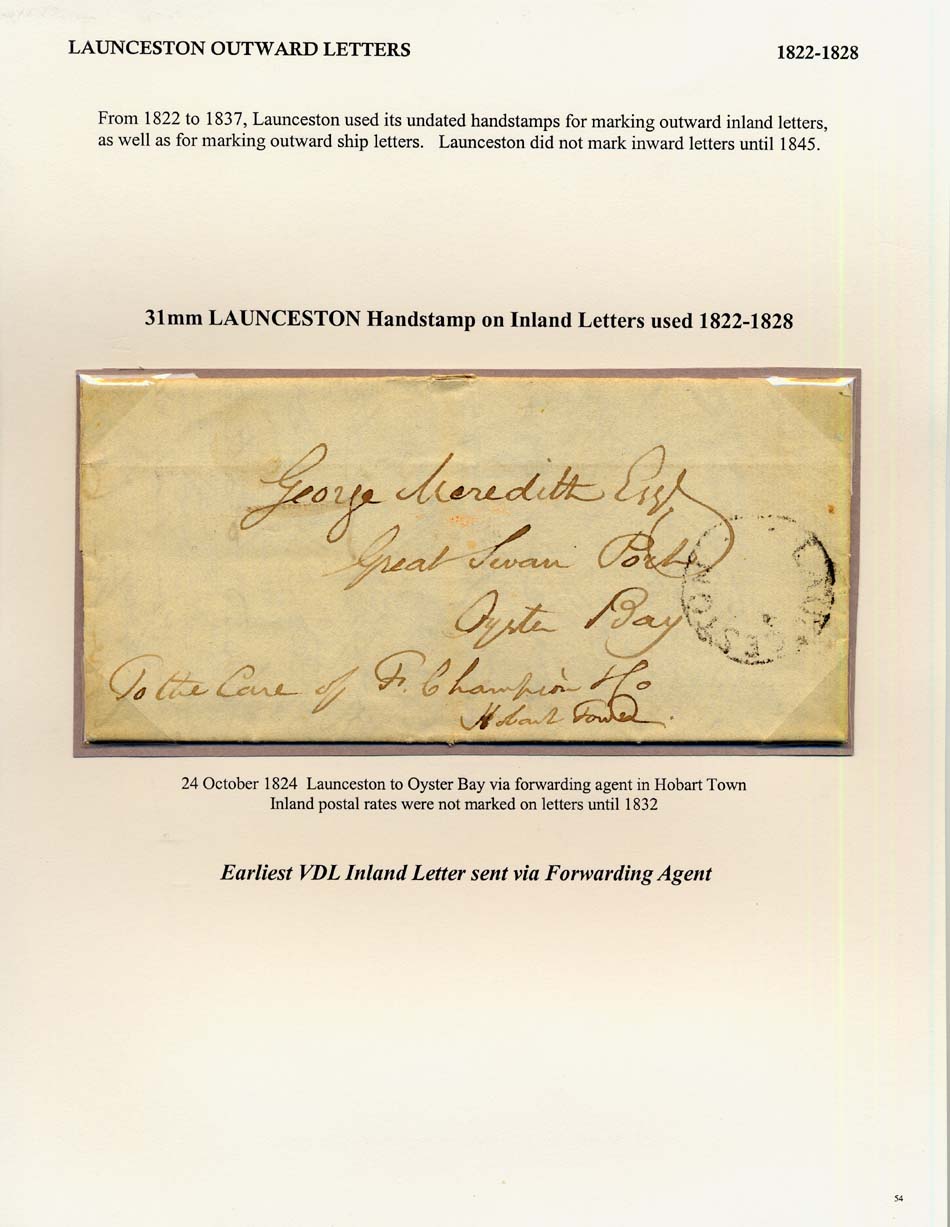 LAUNCESTON OUTWARD LETTERS
1822-1828
From 1822 to 1837, Launceston used its undated handstamps for marking outward inland letters,
as well as for marking outward ship letters. Launceston did not mark inward letters until 1845.
31mm LAUNCESTON Handstamp on Inland Letters used 1822-1828
George Meredith Esqr
Great Swan Port
Oyster Bay
To the Care of F. Champion
Hobart Town
LAUNCESTON
24 October 1824 Launceston to Oyster Bay via forwarding agent in Hobart Town
Inland postal rates were not marked on letters until 1832
Earliest VDL Inland Letter sent via Forwarding Agent
54